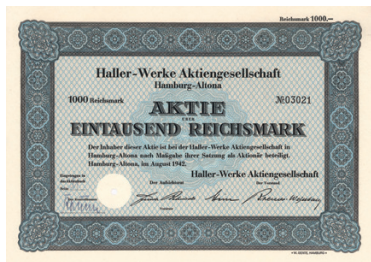 Reichsmark 1000.—
Haller-Werke Aktiengesellschaft
Hamburg-Altona
1000 Reichsmark
№03021
AKTIE
ÜBER
EINTAUSEND REICHSMARK
Der Inhaber dieser Aktie ist bei der Haller-Werke Aktiengesellschaft in
Hamburg-Altona nach Maßgabe ihrer Satzung als Aktionär beteiligt.
Hamburg-Altona, im August 1942.
Haller-Werke Aktiengesellschaft
Der Aufsichtsrat
Der Vorstand